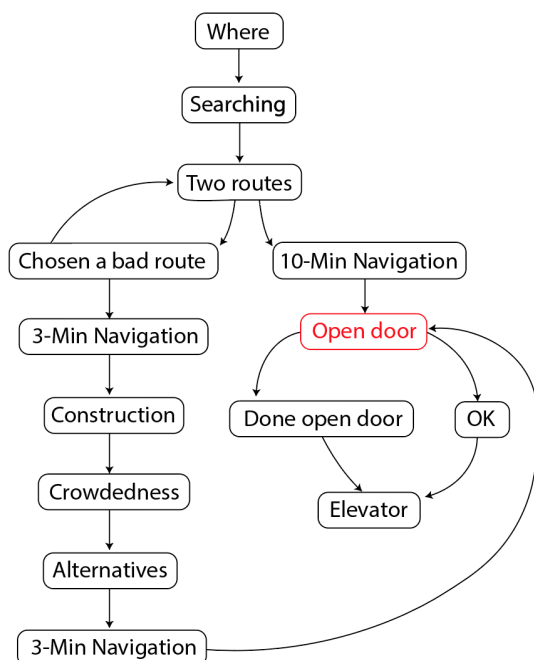 Where
Searching
Two routes
Chosen a bad route
10-Min Navigation
3-Min Navigation
Open door
Construction
Done open door
OK
Crowdedness
Elevator
Alternatives
3-Min Navigation